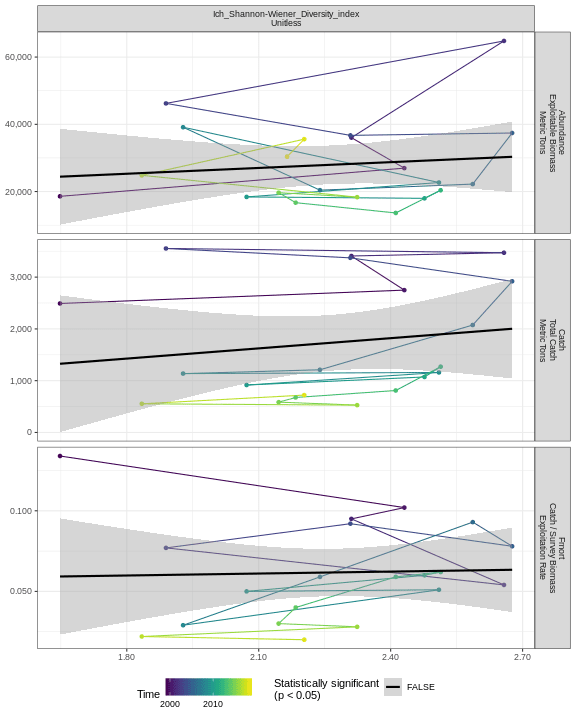 Ich_Shannon-Wiener_Diversity_index
Unitless
60,000
40,000
20,000
Abundance
Exploitable Biomass
Metric Tons
3,000
2,000
1,000
0
Catch
Total Catch
Metric Tons
0.100
0.050
Fmort
Catch / Survey Biomass
Exploitation Rate
1.80
2.10
2.40
2.70
Time
2000
2010
Statistically significant
(p < 0.05)
FALSE